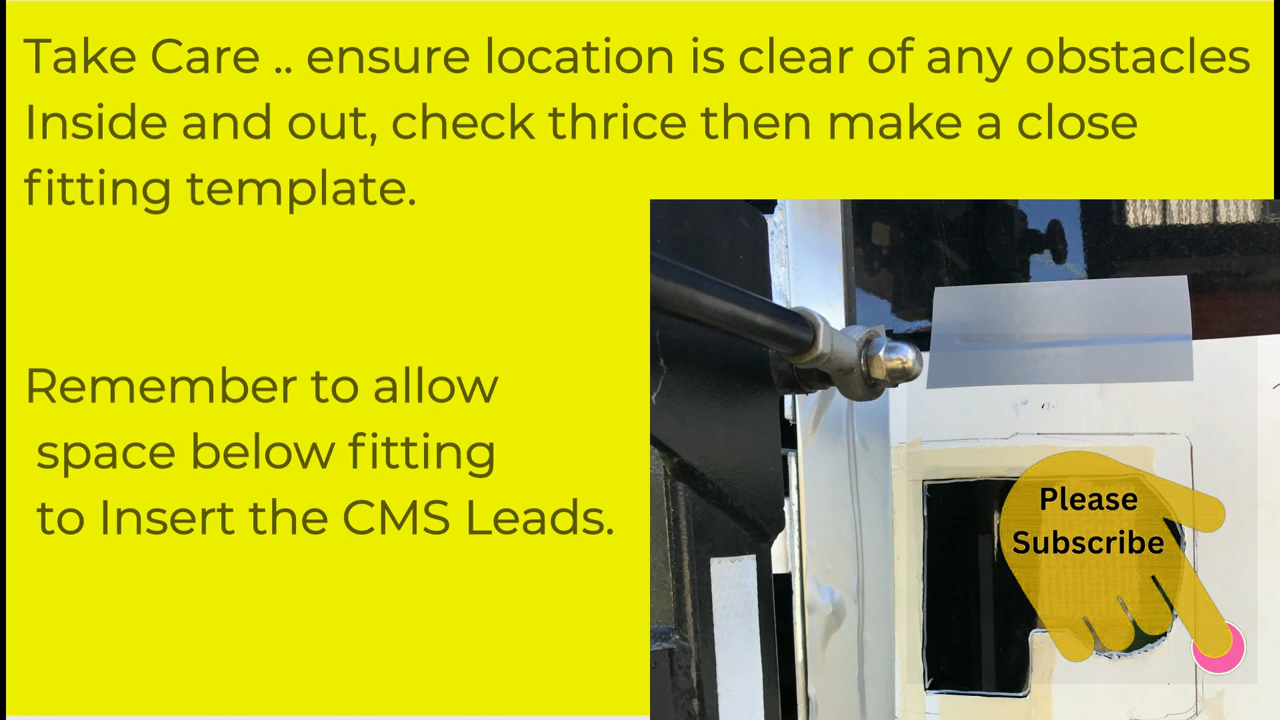 Take Care .. ensure location is clear of any obstacles
Inside and out, check thrice then make a close
fitting template.
Remember to allow
space below fitting
to Insert the CMS Leads.
Please
Subscribe